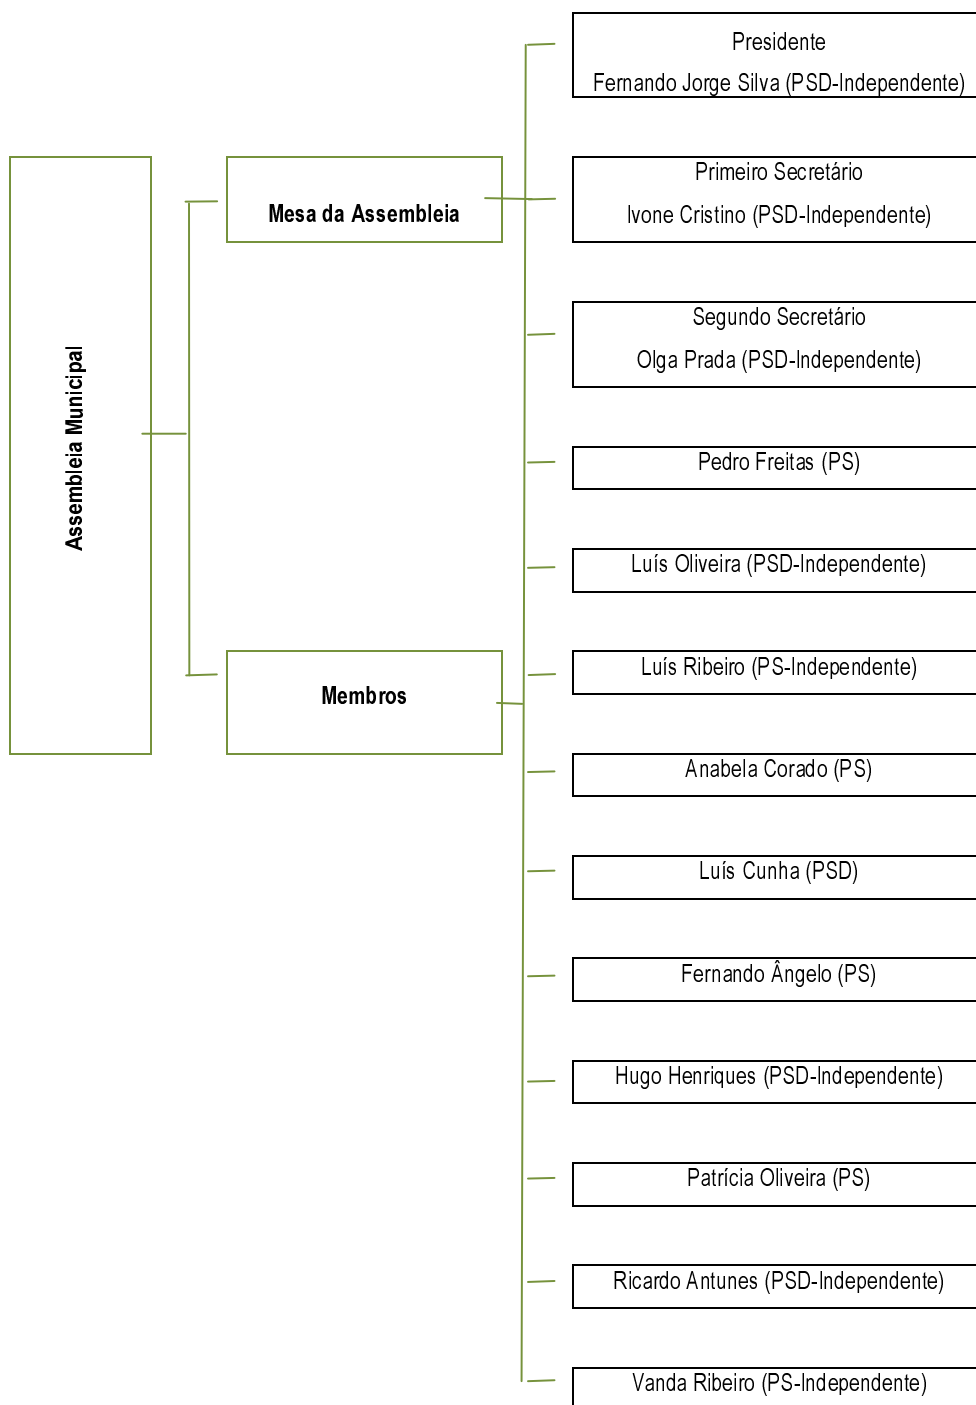 Assembleia Municipal
Mesa da Assembleia
Membros
Presidente
Fernando Jorge Silva (PSD-Independente)
Primeiro Secretário
Ivone Cristino (PSD-Independente)
Segundo Secretário
Olga Prada (PSD-Independente)
Pedro Freitas (PS)
Luís Oliveira (PSD-Independente)
Luís Ribeiro (PS-Independente)
Anabela Corado (PS)
Luís Cunha (PSD)
Fernando Ângelo (PS)
Hugo Henriques (PSD-Independente)
Patrícia Oliveira (PS)
Ricardo Antunes (PSD-Independente)
Vanda Ribeiro (PS-Independente)